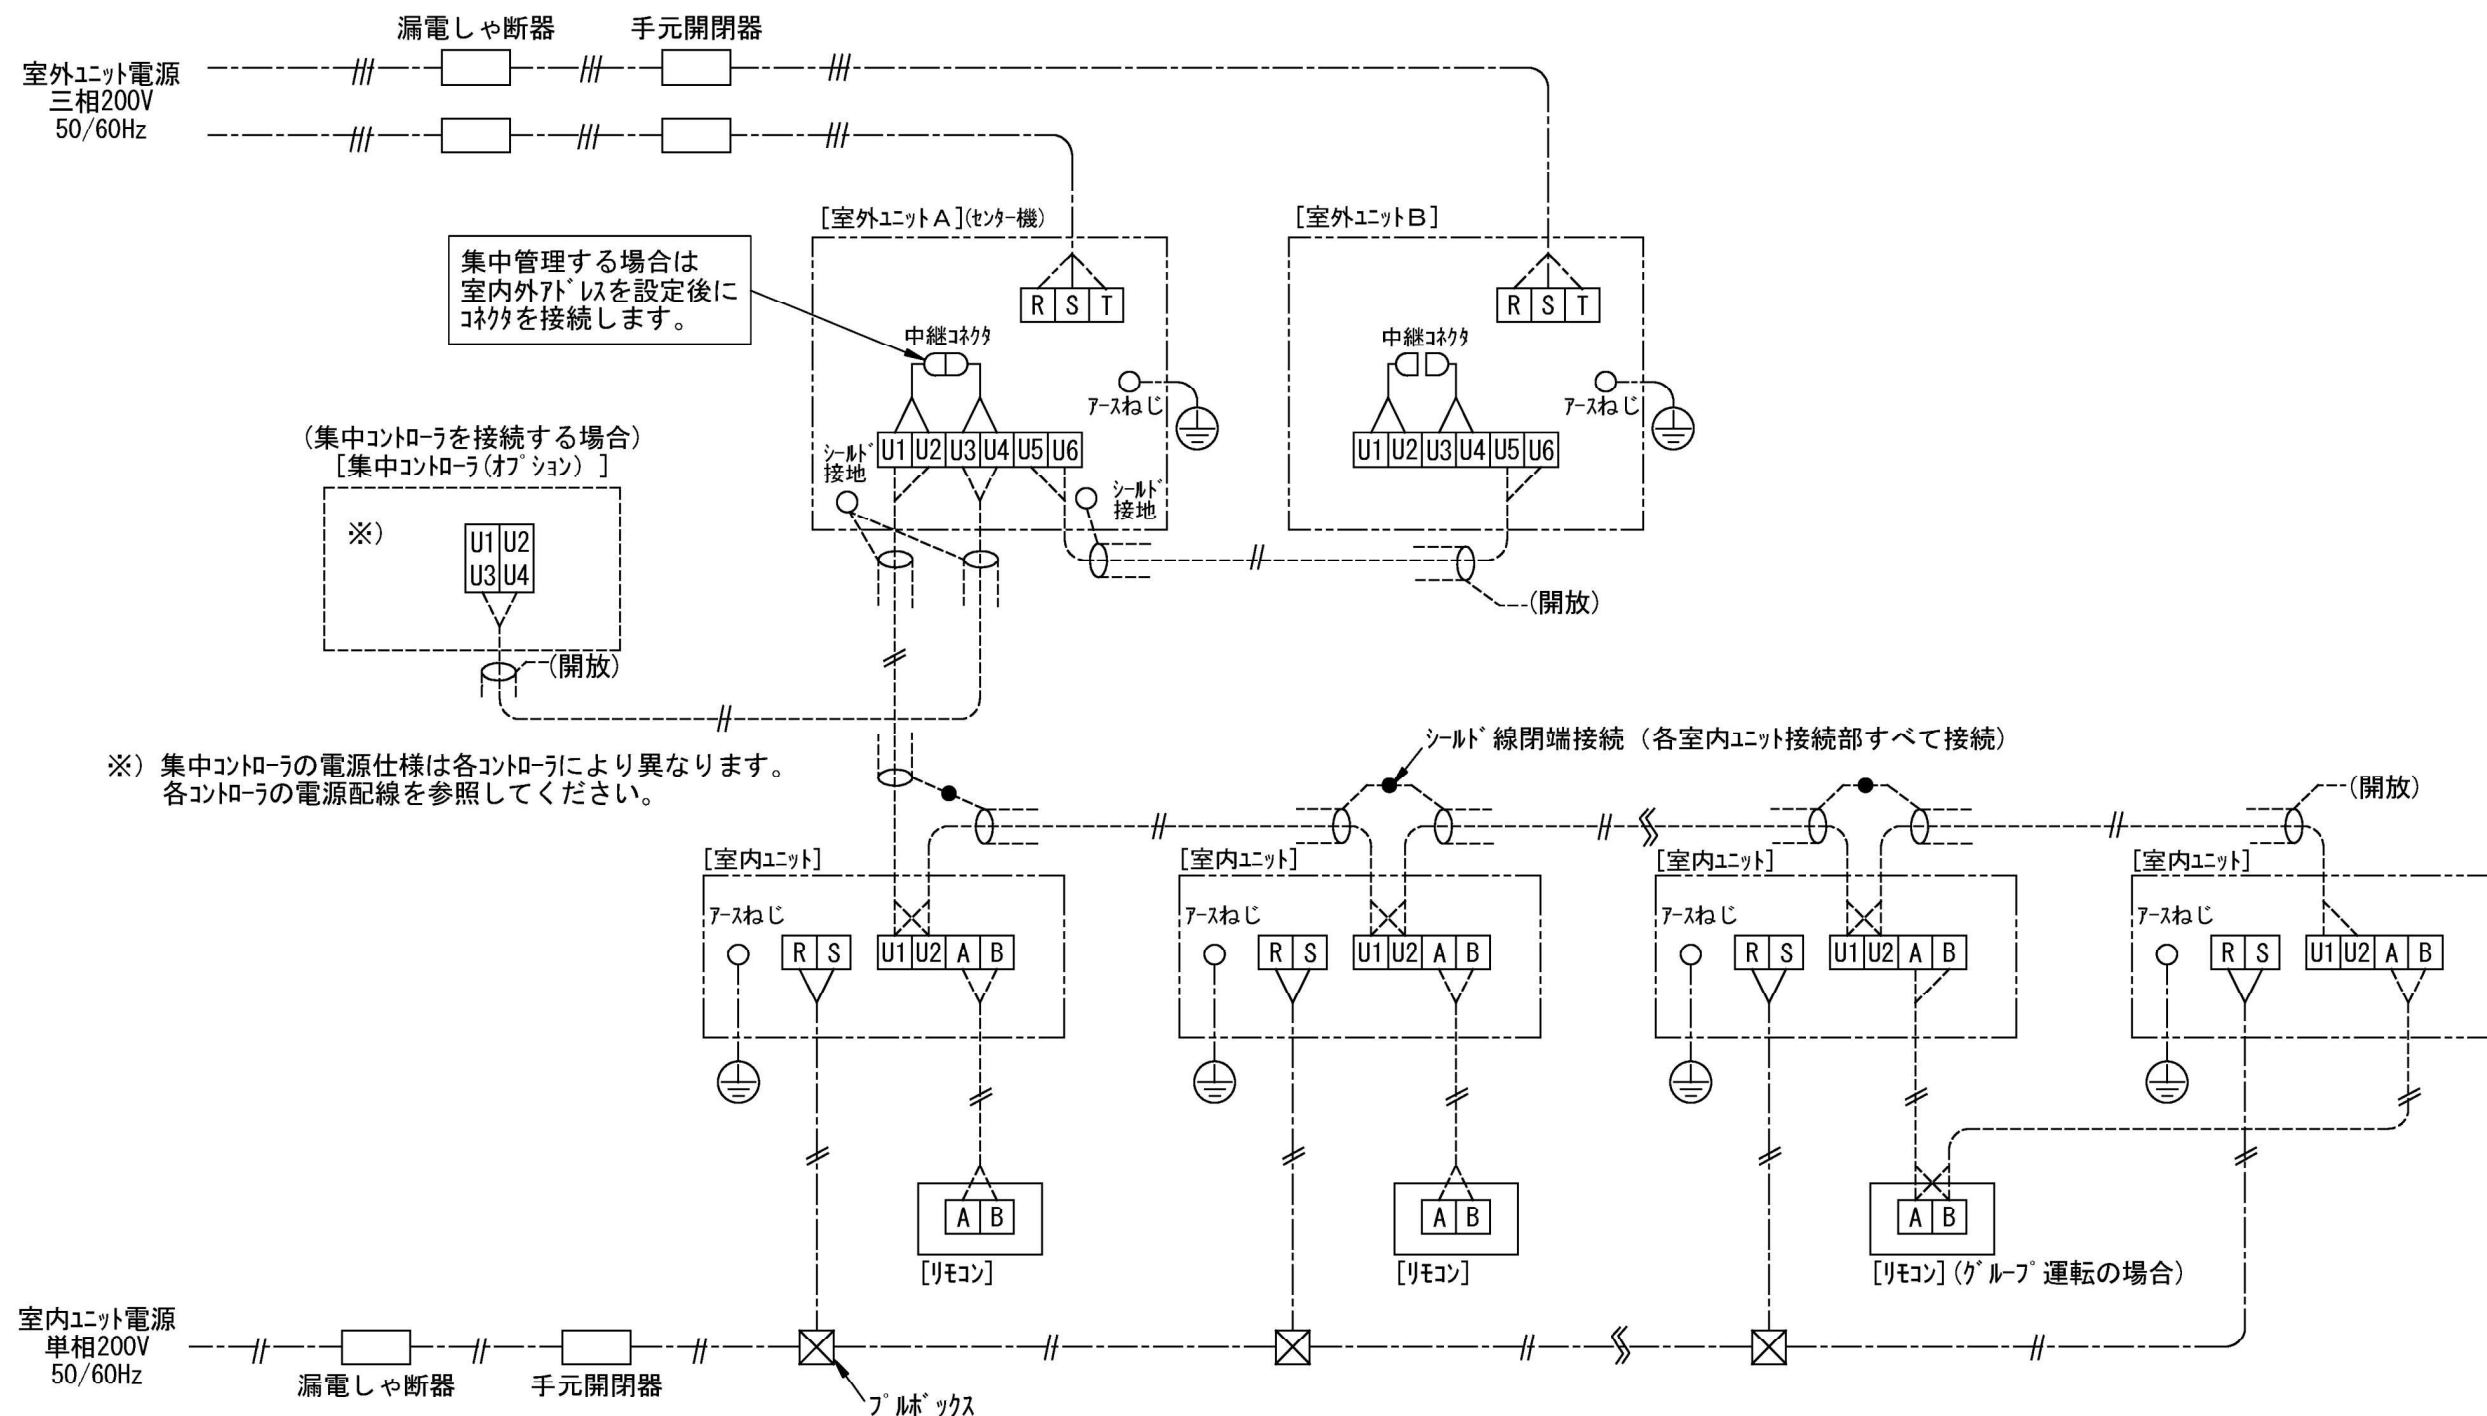 漏電しゃ断器
手元開閉器
室外ﾕﾆｯﾄ電源
三相200V
50/60Hz
[室外ﾕﾆｯﾄA](ｾﾝﾀｰ機)
[室外ﾕﾆｯﾄB]
集中管理する場合は
室内外ｱﾄﾞﾚｽを設定後に
ｺﾈｸﾀを接続します。
R S T
R S T
中継ｺﾈｸﾀ
中継ｺﾈｸﾀ
ｱｰｽねじ
ｱｰｽねじ
(集中ｺﾝﾄﾛｰﾗを接続する場合)
[集中ｺﾝﾄﾛｰﾗ(ｵﾌﾟｼｮﾝ) ]
ｼｰﾙﾄﾞ
接地
U1 U2 U3 U4 U5 U6
U1 U2 U3 U4 U5 U6
ｼｰﾙﾄﾞ
接地
※)
U1 U2
U3 U4
(開放)
(開放)
※) 集中ｺﾝﾄﾛｰﾗの電源仕様は各ｺﾝﾄﾛｰﾗにより異なります。
各ｺﾝﾄﾛｰﾗの電源配線を参照してください。
ｼｰﾙﾄﾞ線閉端接続 (各室内ﾕﾆｯﾄ接続部すべて接続)
(開放)
[室内ﾕﾆｯﾄ]
[室内ﾕﾆｯﾄ]
[室内ﾕﾆｯﾄ]
[室内ﾕﾆｯﾄ]
ｱｰｽねじ
ｱｰｽねじ
ｱｰｽねじ
ｱｰｽねじ
R S
U1 U2 A B
R S
U1 U2 A B
R S
U1 U2 A B
R S
U1 U2 A B
A B
A B
A B
[ﾘﾓｺﾝ]
[ﾘﾓｺﾝ]
[ﾘﾓｺﾝ](ｸﾞﾙｰﾌﾟ運転の場合)
室内ﾕﾆｯﾄ電源
単相200V
50/60Hz
漏電しゃ断器
手元開閉器
ﾌﾟﾙﾎﾞｯｸｽ